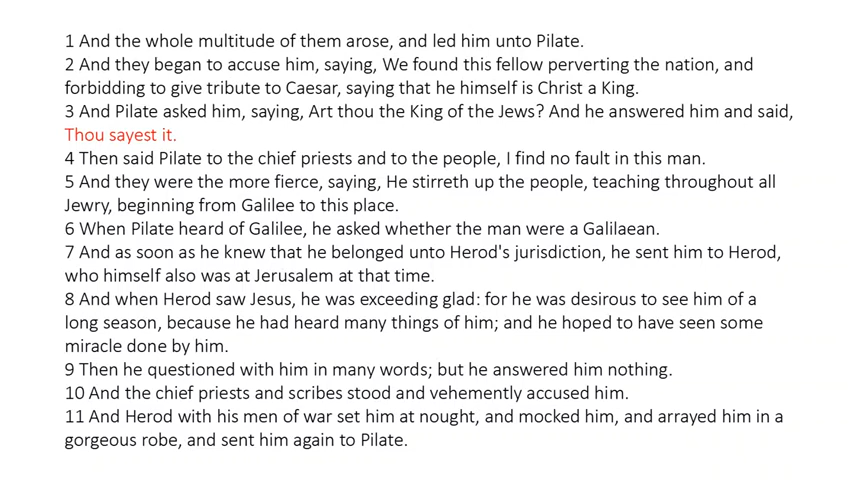 1 And the whole multitude of them arose, and led him unto Pilate.
2 And they began to accuse him, saying, We found this fellow perverting the nation, and
forbidding to give tribute to Caesar, saying that he himself is Christ a King.
3 And Pilate asked him, saying, Art thou the King of the Jews? And he answered him and said,
Thou sayest it.
4 Then said Pilate to the chief priests and to the people, I find no fault in this man.
5 And they were the more fierce, saying, He stirreth up the people, teaching throughout all
Jewry, beginning from Galilee to this place.
6 When Pilate heard of Galilee, he asked whether the man were a Galilaean.
7 And as soon as he knew that he belonged unto Herod's jurisdiction, he sent him to Herod,
who himself also was at Jerusalem at that time.
8 And when Herod saw Jesus, he was exceeding glad: for he was desirous to see him of a
long season, because he had heard many things of him; and he hoped to have seen some
miracle done by him.
9 Then he questioned with him in many words; but he answered him nothing.
10 And the chief priests and scribes stood and vehemently accused him.
11 And Herod with his men of war set him at nought, and mocked him, and arrayed him in a
gorgeous robe, and sent him again to Pilate.